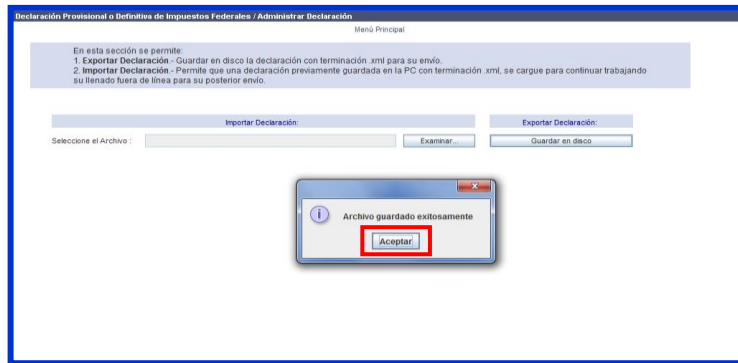 Declaración Provisional o Definitiva de Impuestos Federales / Administrar Declaración
Menú Principal
En esta sección se permite:
1. Exportar Declaración.- Guardar en disco la declaración con terminación .xml para su envío.
2. Importar Declaración.- Permite que una declaración previamente guardada en la PC con terminación .xml, se cargue para continuar trabajando
su llenado fuera de línea para su posterior envío.
Importar Declaración:
Exportar Declaración:
Seleccione el Archivo :
Examinar...
Guardar en disco
Archivo guardado exitosamente
Aceptar